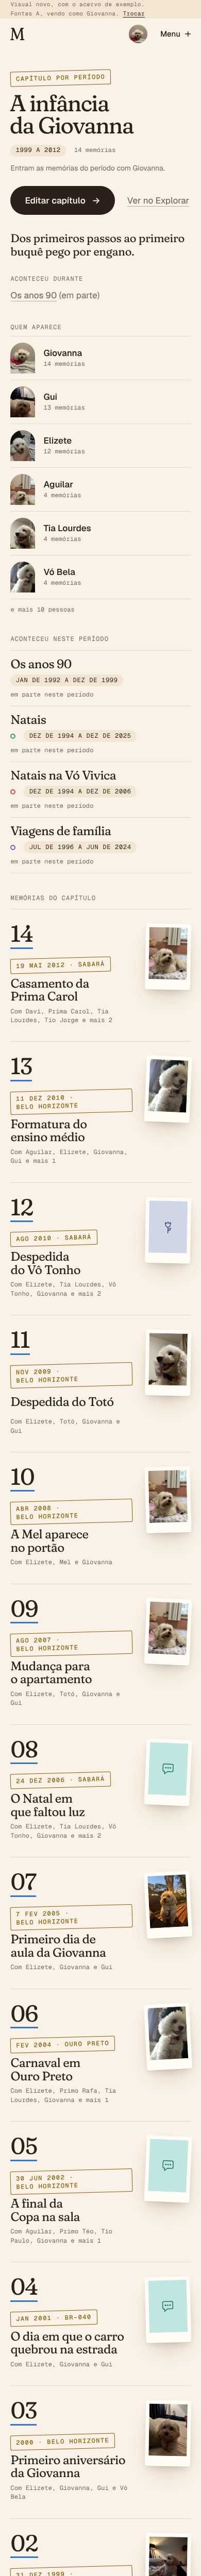 Visual novo, com o acervo de exemplo.
Fontes A, vendo como Giovanna. Trocar
M
Menu +
CAPÍTULO POR PERÍODO
A infância
da Giovanna
1999 A 2012 14 memórias
Entram as memórias do período com Giovanna.
Editar capítulo → Ver no Explorar
Dos primeiros passos ao primeiro
buquê pego por engano.
ACONTECEU DURANTE
Os anos 90 (em parte)
QUEM APARECE
Giovanna
14 memórias
Gui
13 memórias
Elizete
12 memórias
Aguilar
4 memórias
Tia Lourdes
4 memórias
Vó Bela
4 memórias
e mais 10 pessoas
ACONTECEU NESTE PERÍODO
Os anos 90
JAN DE 1992 A DEZ DE 1999
em parte neste período
Natais
DEZ DE 1994 A DEZ DE 2025
em parte neste período
Natais na Vó Vivica
DEZ DE 1994 A DEZ DE 2006
em parte neste período
Viagens de família
JUL DE 1996 A JUN DE 2024
em parte neste período
MEMÓRIAS DO CAPÍTULO
14
19 MAI 2012 · SABARÁ
Casamento da
Prima Carol
Com Davi, Prima Carol, Tia
Lourdes, Tio Jorge e mais 2
13
11 DEZ 2010 ·
BELO HORIZONTE
Formatura do
ensino médio
Com Aguilar, Elizete, Giovanna,
Gui e mais 1
12
AGO 2010 · SABARÁ
Despedida
do Vô Tonho
Com Elizete, Tia Lourdes, Vô
Tonho, Giovanna e mais 2
11
NOV 2009 ·
BELO HORIZONTE
Despedida do Totó
Com Elizete, Totó, Giovanna e
Gui
10
ABR 2008 ·
BELO HORIZONTE
A Mel aparece
no portão
Com Elizete, Mel e Giovanna
09
AGO 2007 ·
BELO HORIZONTE
Mudança para
o apartamento
Com Elizete, Totó, Giovanna e
Gui
08
24 DEZ 2006 · SABARÁ
O Natal em
que faltou luz
Com Elizete, Tia Lourdes, Vô
Tonho, Giovanna e mais 2
07
7 FEV 2005 ·
BELO HORIZONTE
Primeiro dia de
aula da Giovanna
Com Elizete, Giovanna e Gui
06
FEV 2004 · OURO PRETO
Carnaval em
Ouro Preto
Com Elizete, Primo Rafa, Tia
Lourdes, Giovanna e mais 1
05
30 JUN 2002 ·
BELO HORIZONTE
A final da
Copa na sala
Com Aguilar, Primo Téo, Tio
Paulo, Giovanna e mais 1
04
JAN 2001 · BR-040
O dia em que o carro
quebrou na estrada
Com Elizete, Giovanna e Gui
03
2000 · BELO HORIZONTE
Primeiro aniversário
da Giovanna
Com Elizete, Giovanna, Gui e Vó
Bela
02
31 DEZ 1999 ·